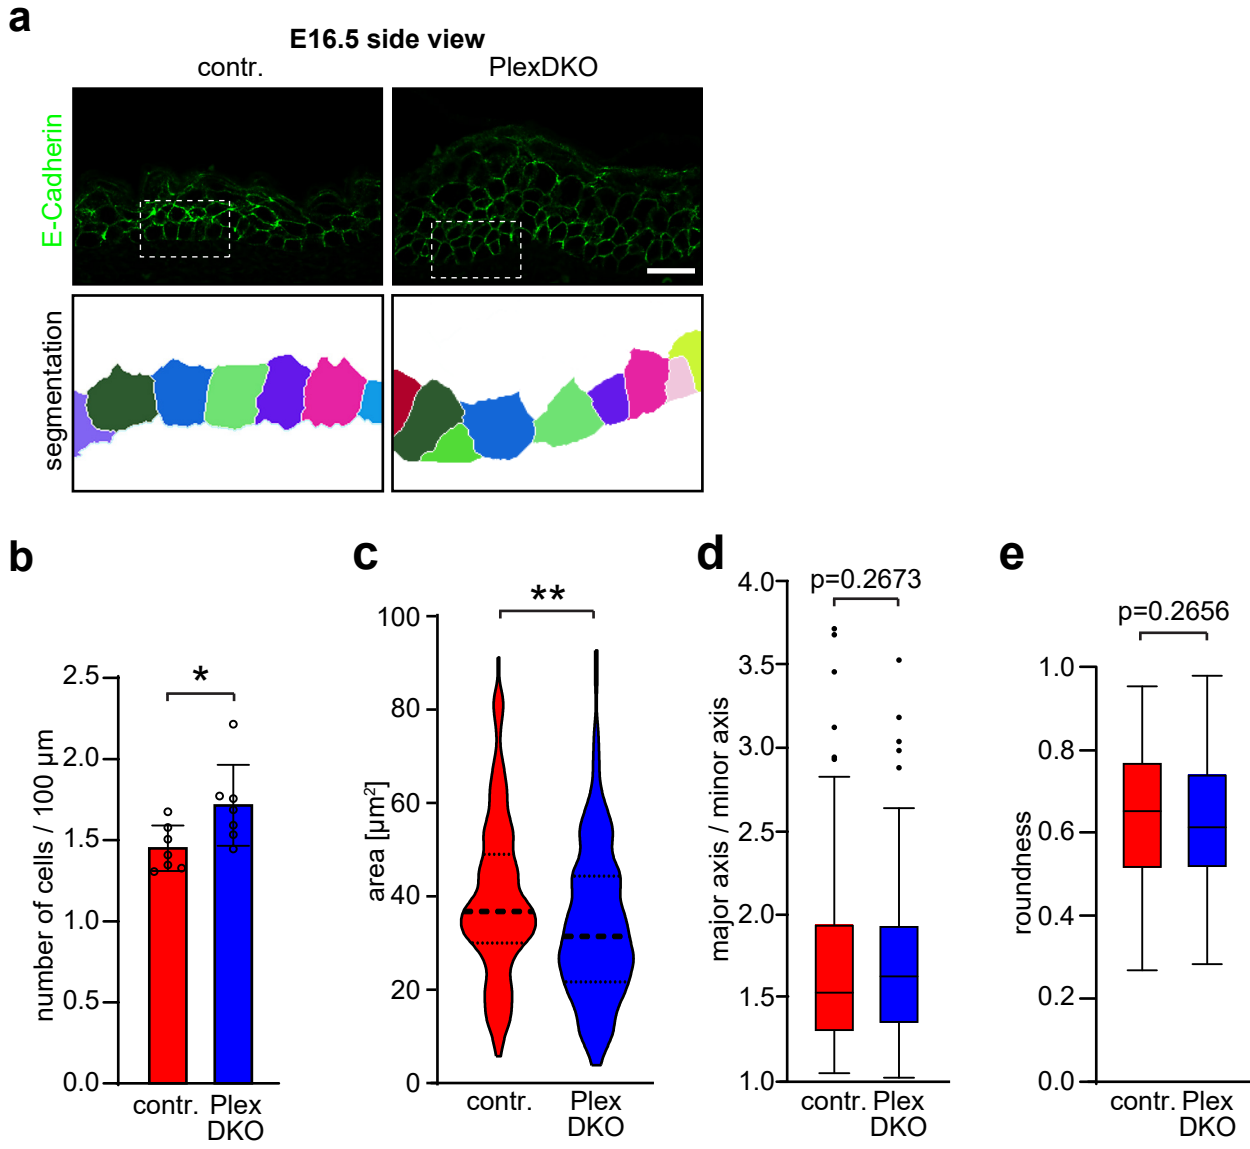 a
E16.5 side view
contr.
PlexDKO
E-Cadherin
segmentation
b
number of cells / 100 µm
2.5
2.0
1.5
1.0
0.5
0.0
*
contr.
Plex
DKO
c
area [µm²]
100
80
60
40
20
0
**
contr.
Plex
DKO
d
major axis / minor axis
4.0
3.5
3.0
2.5
2.0
1.5
1.0
p=0.2673
contr.
Plex
DKO
e
roundness
1.0
0.8
0.6
0.4
0.2
0.0
p=0.2656
contr.
Plex
DKO